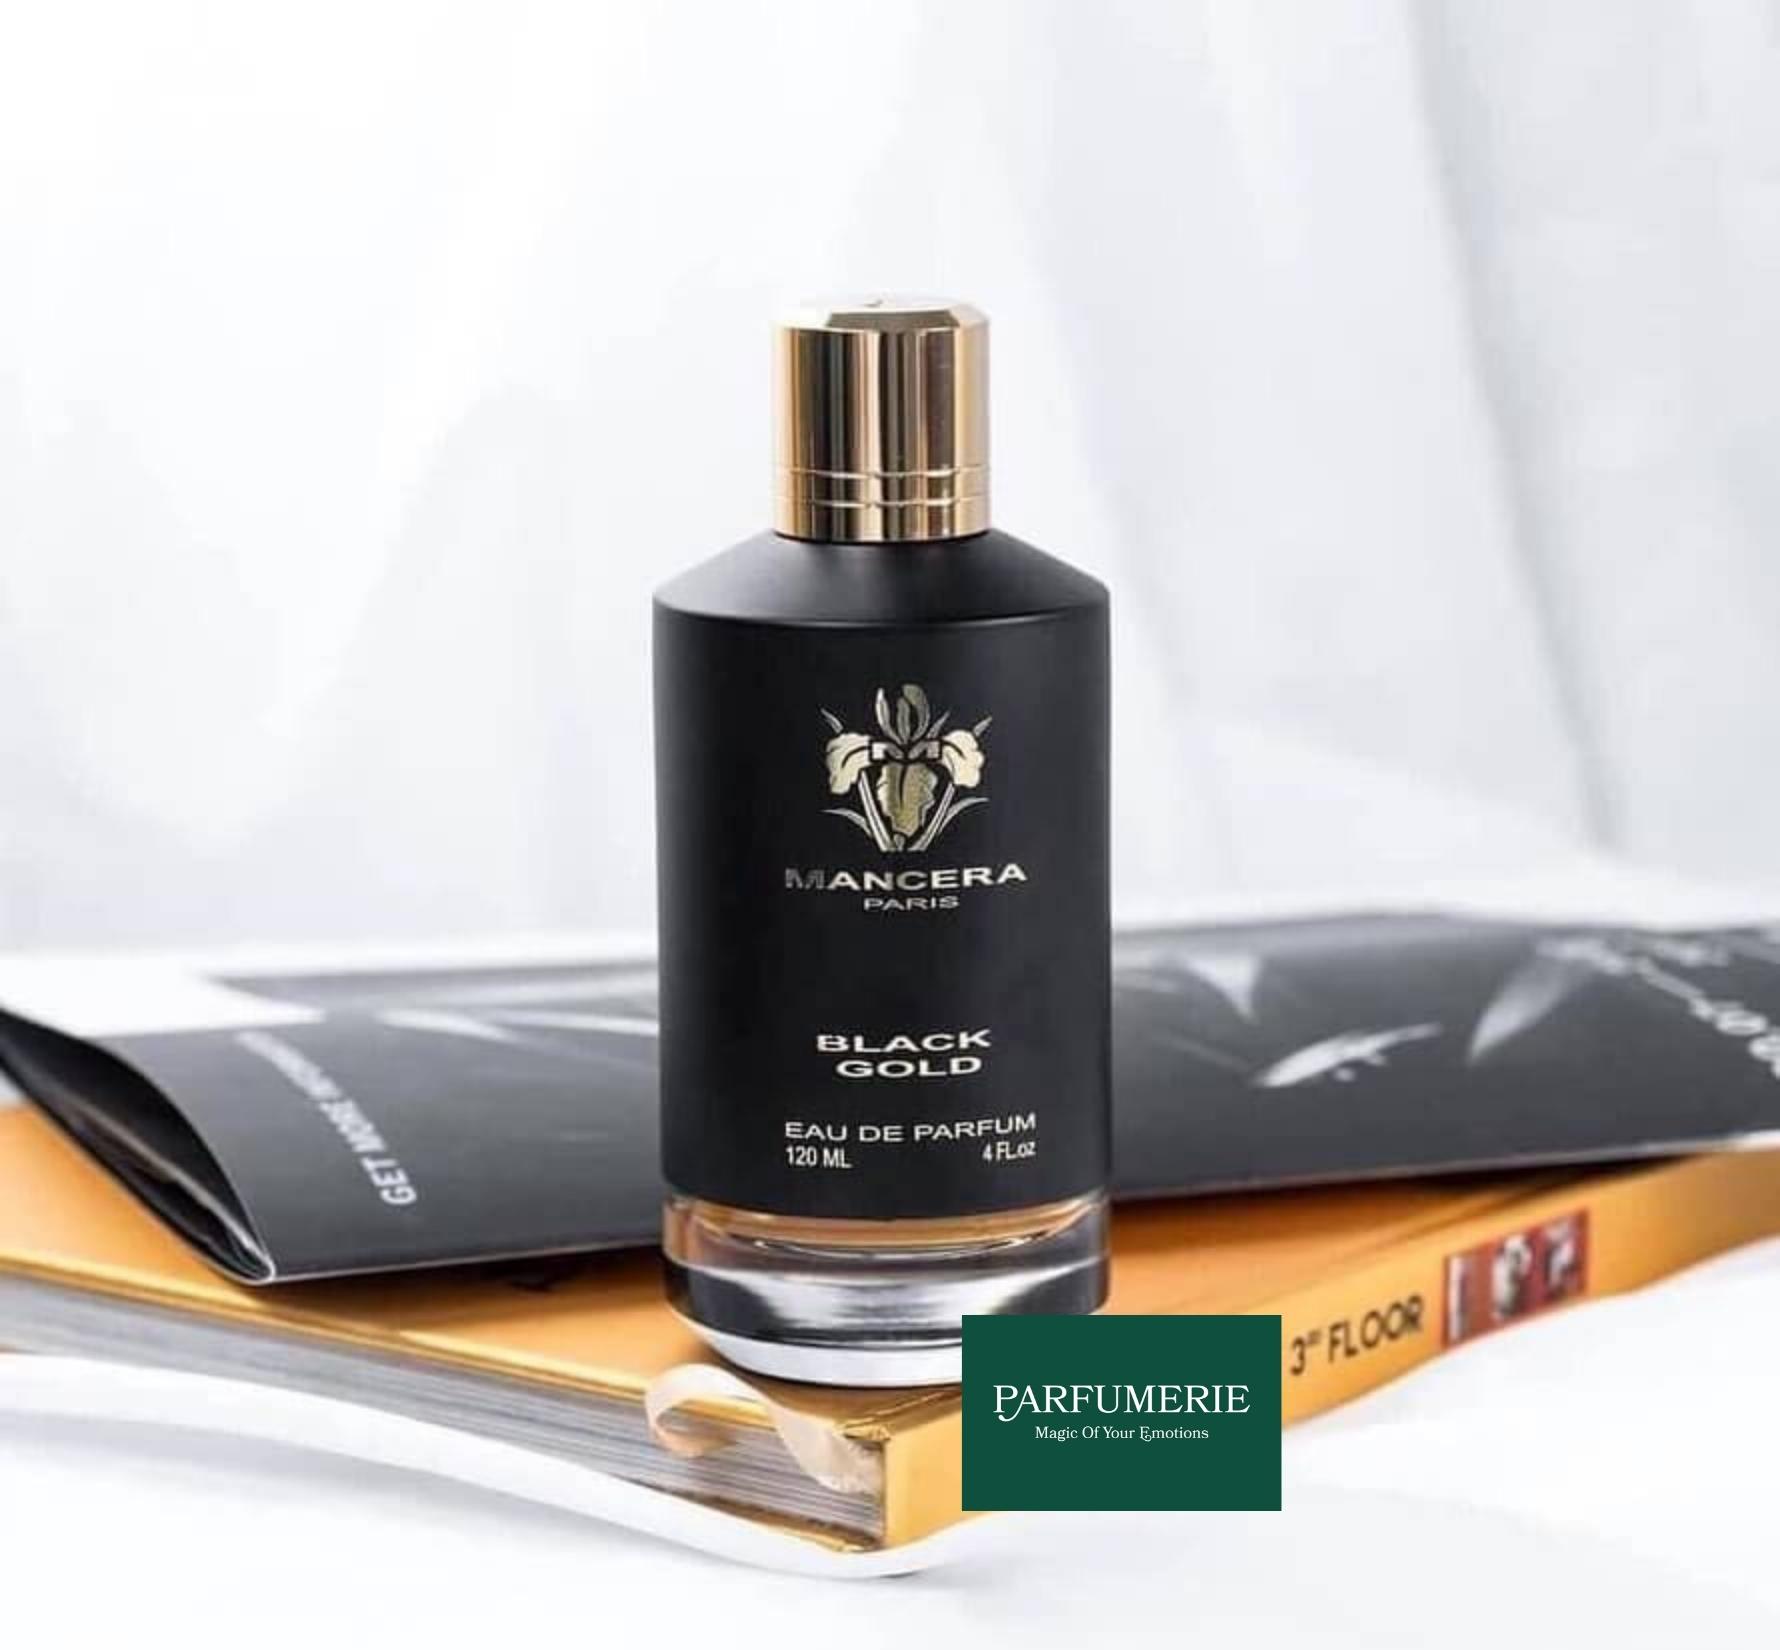 M
MANCERA
PARIS
BLACK
GOLD
EAU DE PARFUM
120 ML 4 FL.oz
GET MORE
3RD FLOOR
PARFUMERIE
Magic Of Your Emotions